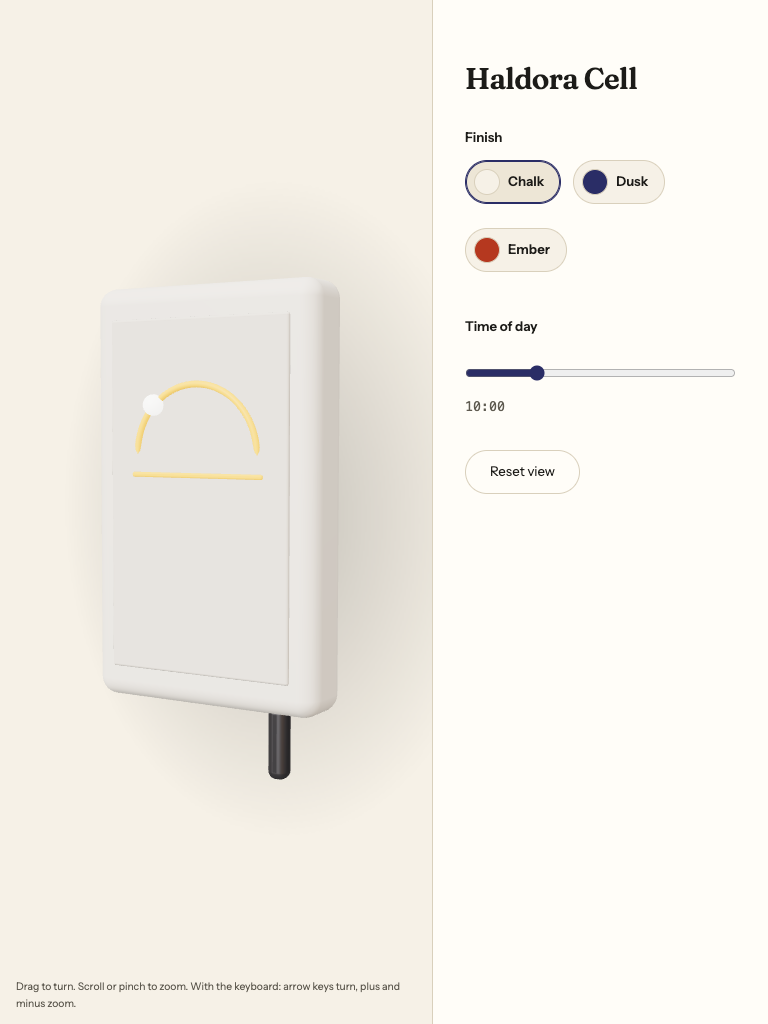 Haldora Cell
Finish
Chalk
Dusk
Ember
Time of day
10:00
Reset view
Drag to turn. Scroll or pinch to zoom. With the keyboard: arrow keys turn, plus and
minus zoom.